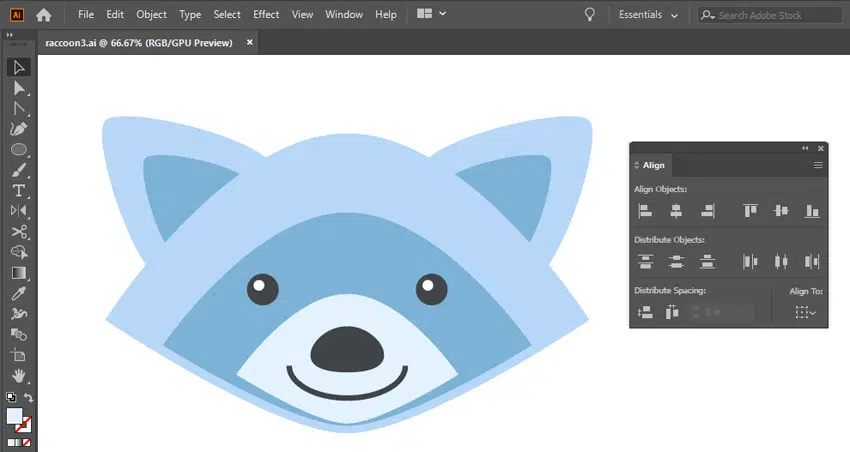 Ai File Edit Object Type Select Effect View Window Help Essentials Search Adobe Stock
raccoon3.ai @ 66.67% (RGB/GPU Preview) ×
Align
Align Objects:
Distribute Objects:
Distribute Spacing: Align To:
0 in